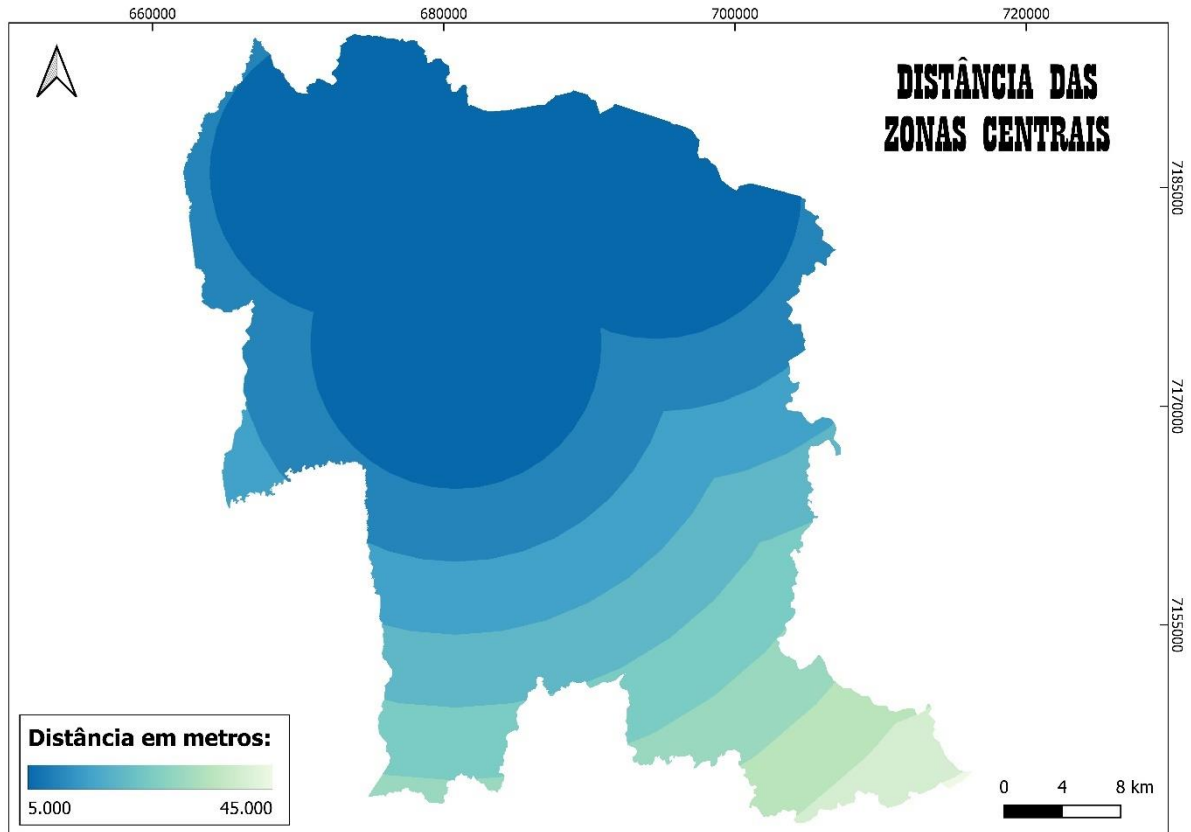 660000 680000 700000 720000
DISTÂNCIA DAS
ZONAS CENTRAIS
7185000
7170000
7155000
Distância em metros:
5.000 45.000
0 4 8 km